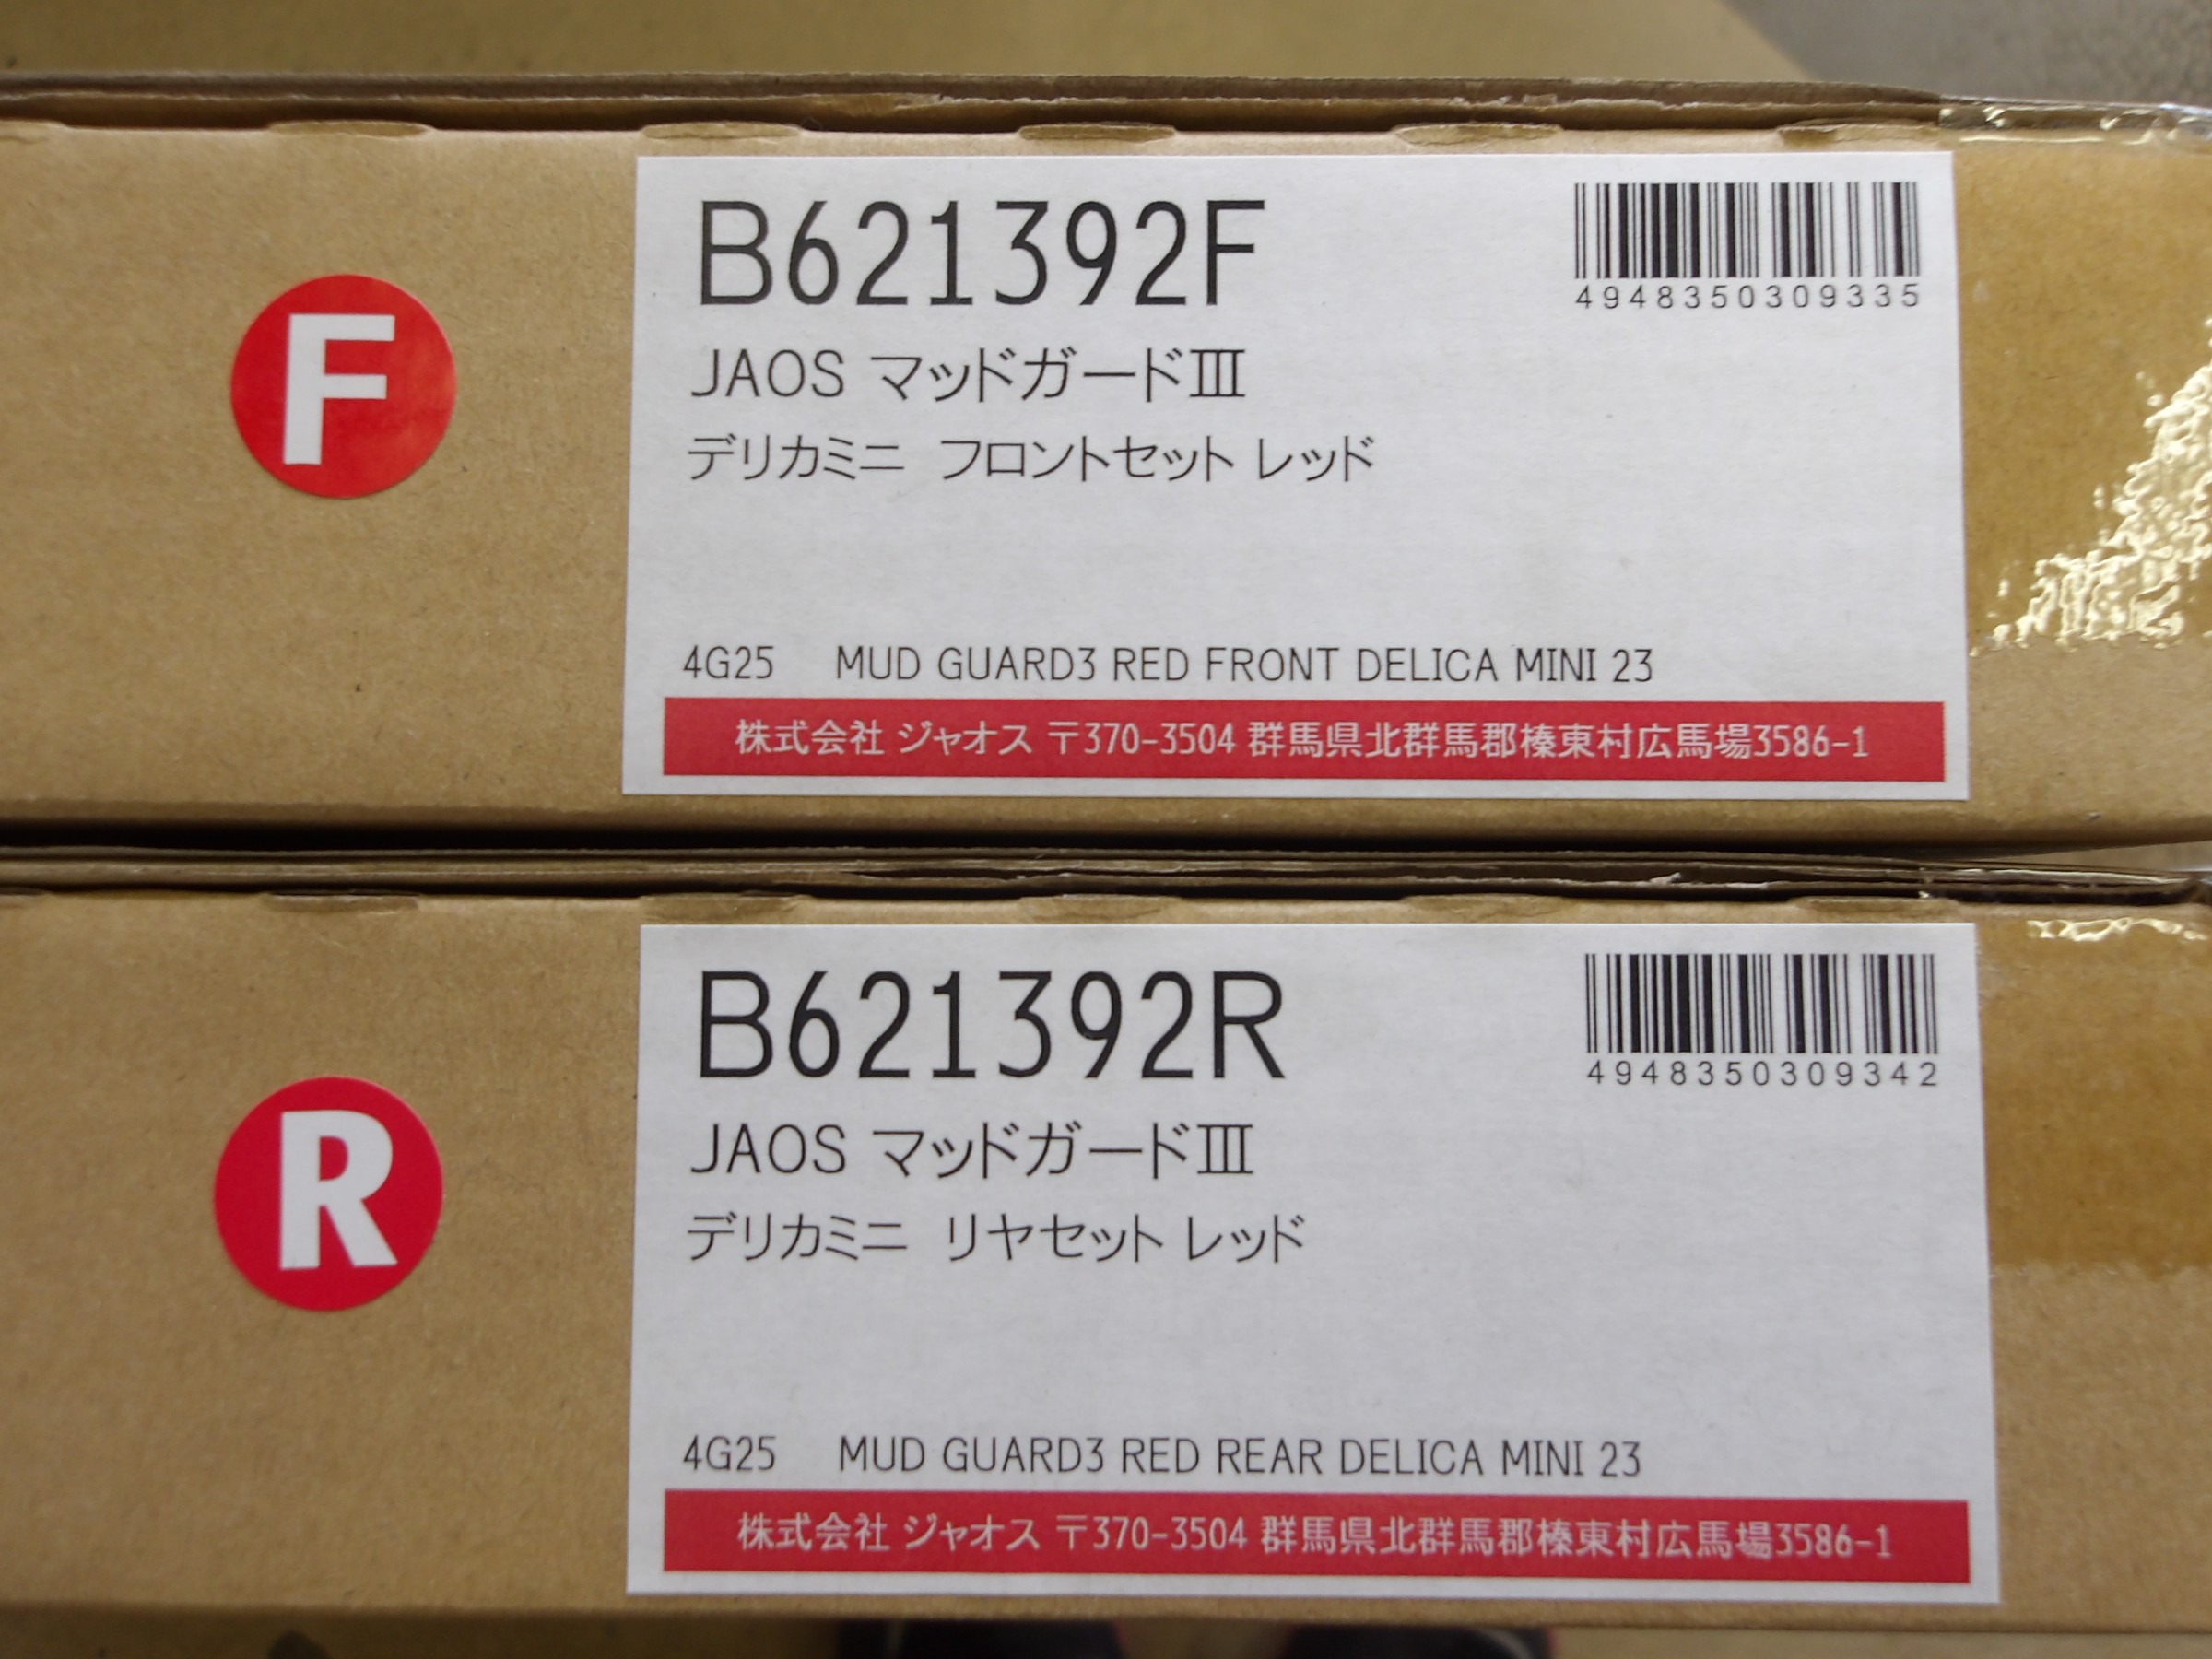 F
B621392F
4948350309335
JAOS マッドガードIII
デリカミニ フロントセット レッド
4G25 MUD GUARD3 RED FRONT DELICA MINI 23
株式会社 ジャオス 〒370-3504 群馬県北群馬郡榛東村広馬場3586-1
R
B621392R
4948350309342
JAOS マッドガードIII
デリカミニ リヤセット レッド
4G25 MUD GUARD3 RED REAR DELICA MINI 23
株式会社 ジャオス 〒370-3504 群馬県北群馬郡榛東村広馬場3586-1